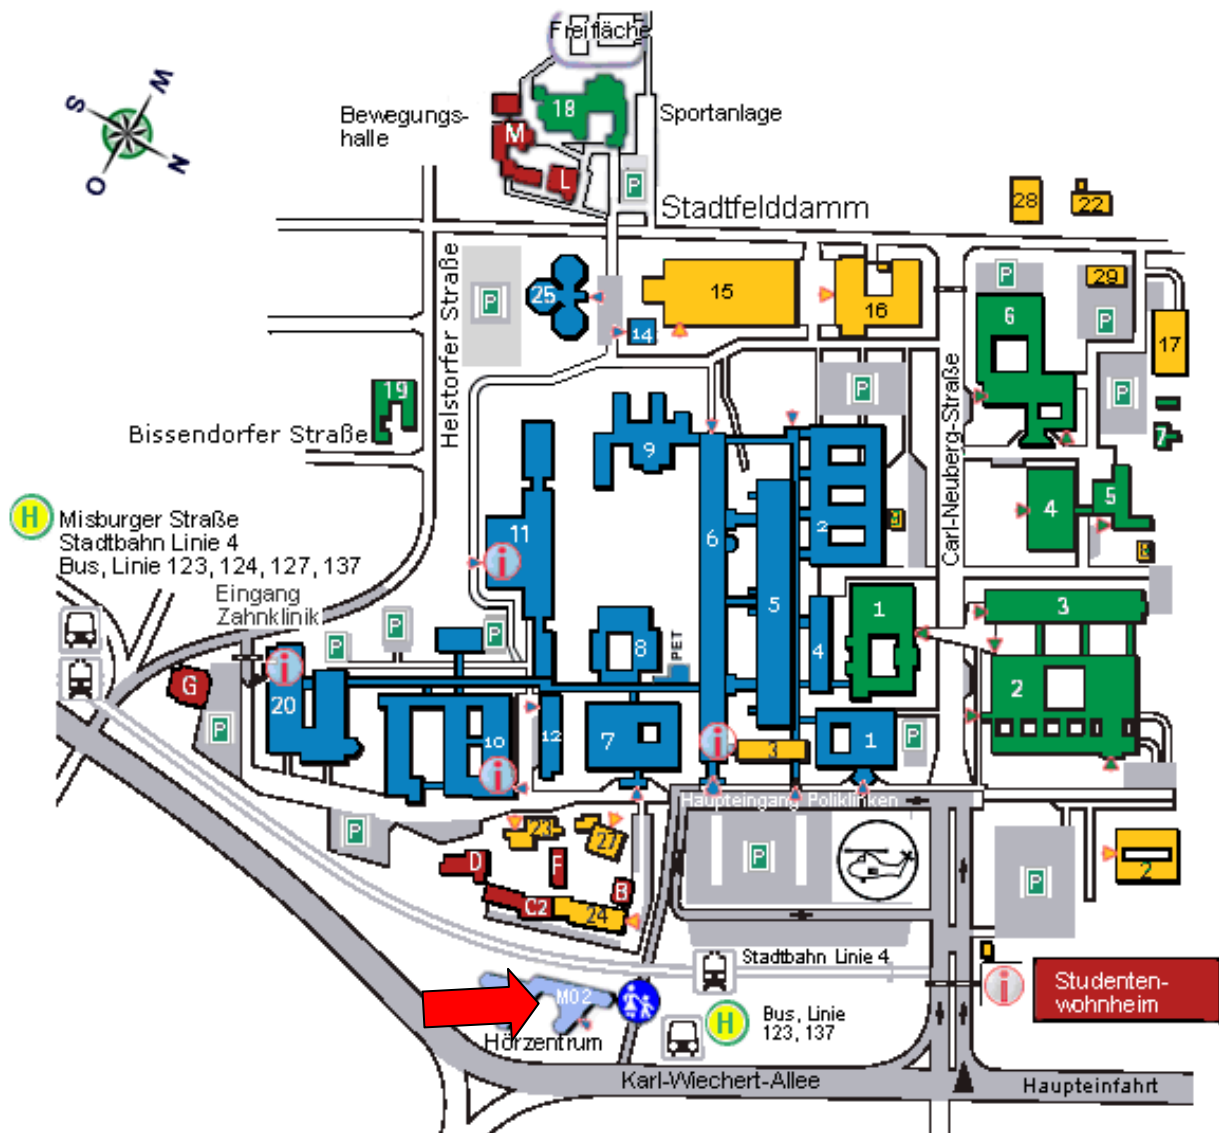 Freifläche
W
S
N
O
Bewegungs-
halle
18
M
L
P
Sportanlage
Stadtfelddamm
28
22
Helstorfer Straße
P
25
14
15
16
P
29
6
P
17
P
19
Bissendorfer Straße
P
Carl-Neuberg-Straße
9
7
H
Misburger Straße
Stadtbahn Linie 4
Bus, Linie 123, 124, 127, 137
11
i
6
2
4
5
Eingang
Zahnklinik
P
P
P
8
PET
5
4
1
3
G
i
20
P
10
i
12
7
i
3
1
P
2
Haupteingang Polikliniken
P
23
27
D
F
B
C2
24
P
P
2
Stadtbahn Linie 4
i
Studenten-
wohnheim
M02
Hörzentrum
H
Bus, Linie
123, 137
Karl-Wiechert-Allee
Haupteinfahrt